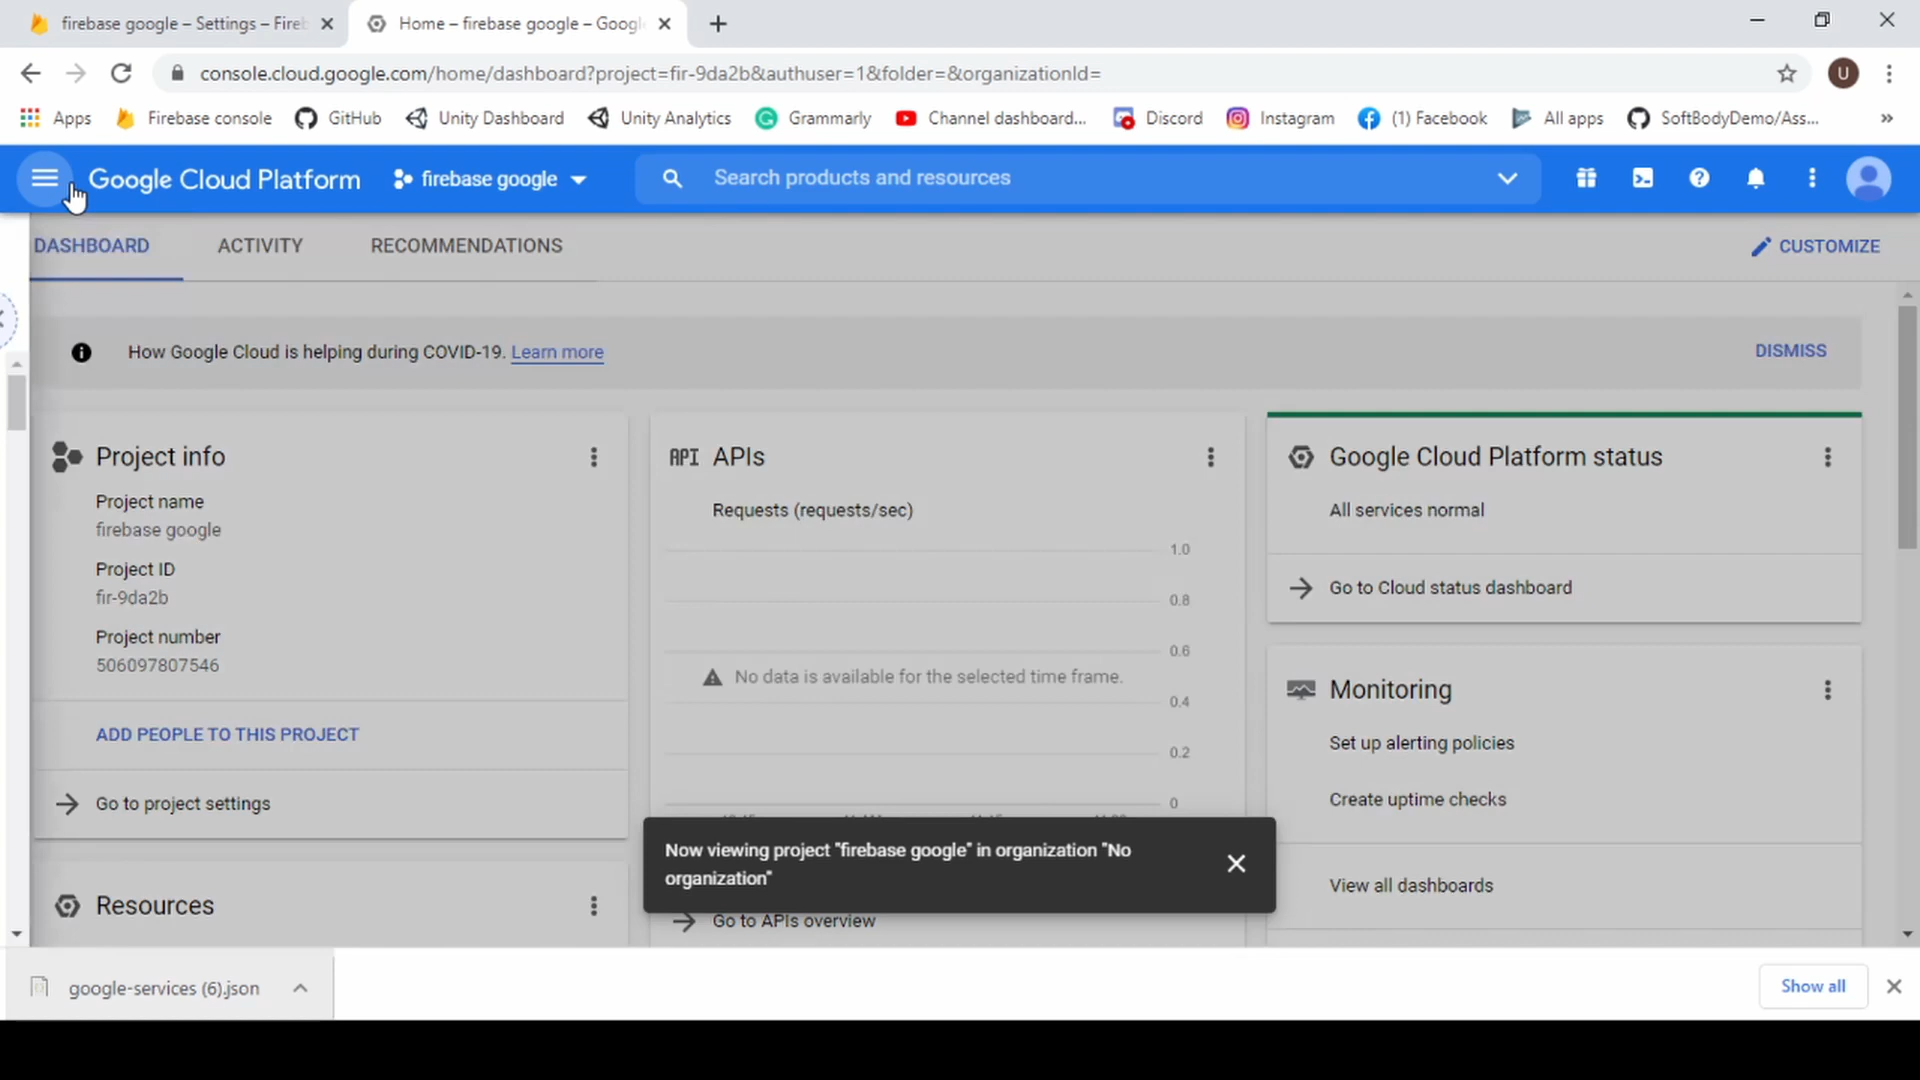 firebase google – Settings – Fireb
Home – firebase google – Googl
console.cloud.google.com/home/dashboard?project=fir-9da2b&authuser=1&folder=&organizationId=
U
Apps
Firebase console
GitHub
Unity Dashboard
Unity Analytics
Grammarly
Channel dashboard...
Discord
Instagram
(1) Facebook
All apps
SoftBodyDemo/Ass...
»
Google Cloud Platform
firebase google
Search products and resources
DASHBOARD
ACTIVITY
RECOMMENDATIONS
CUSTOMIZE
How Google Cloud is helping during COVID-19. Learn more
DISMISS
Project info
Project name
firebase google
Project ID
fir-9da2b
Project number
506097807546
ADD PEOPLE TO THIS PROJECT
Go to project settings
Resources
API APIs
Requests (requests/sec)
1.0
0.8
0.6
No data is available for the selected time frame.
0.4
0.2
0
Now viewing project "firebase google" in organization "No
organization"
Go to APIs overview
Google Cloud Platform status
All services normal
Go to Cloud status dashboard
Monitoring
Set up alerting policies
Create uptime checks
View all dashboards
google-services (6).json
Show all